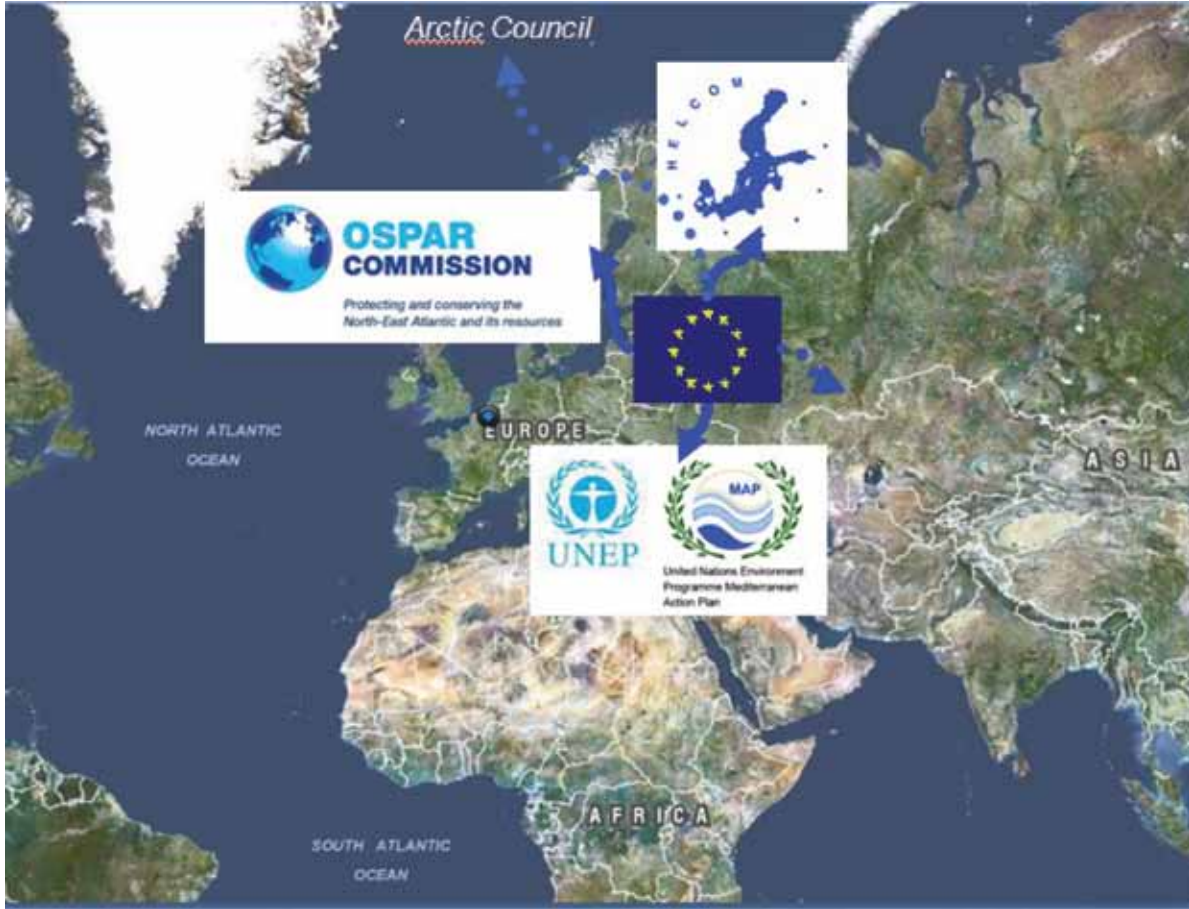 Arctic Council
HELCOM
OSPAR
COMMISSION
Protecting and conserving the
North-East Atlantic and its resources
NORTH ATLANTIC
OCEAN
EUROPE
ASIA
UNEP
MAP
United Nations Environment
Programme Mediterranean
Action Plan
AFRICA
SOUTH ATLANTIC
OCEAN